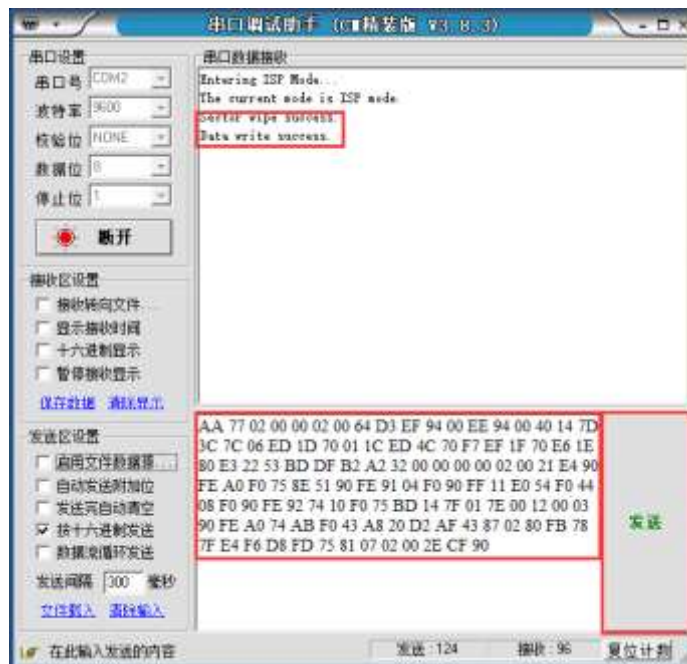 串口调试助手 (CM精装版 V3.8.3)
串口设置
串口号 COM2
波特率 9600
校验位 NONE
数据位 8
停止位 1
断开
接收区设置
接收转向文件...
显示接收时间
十六进制显示
暂停接收显示
保存数据 清除显示
发送区设置
启用文件数据源...
自动发送附加位
发送完自动清空
按十六进制发送
数据流循环发送
发送间隔 300 毫秒
文件载入 清除输入
串口数据接收
Entering ISP Mode...
The current mode is ISP mode
Sector wipe success.
Data write success.
AA 77 02 00 00 02 00 64 D3 EF 94 00 EE 94 00 40 14 7D
3C 7C 06 ED 1D 70 01 1C ED 4C 70 F7 EF 1F 70 E6 1E
80 E3 22 53 BD DF B2 A2 32 00 00 00 00 02 00 21 E4 90
FE A0 F0 75 8E 51 90 FE 91 04 F0 90 FF 11 E0 54 F0 44
08 F0 90 FE 92 74 10 F0 75 BD 14 7F 01 7E 00 12 00 03
90 FE A0 74 AB F0 43 A8 20 D2 AF 43 87 02 80 FB 78
7F E4 F6 D8 FD 75 81 07 02 00 2E CF 90
发送
在此输入发送的内容
发送:124
接收:96
复位计数